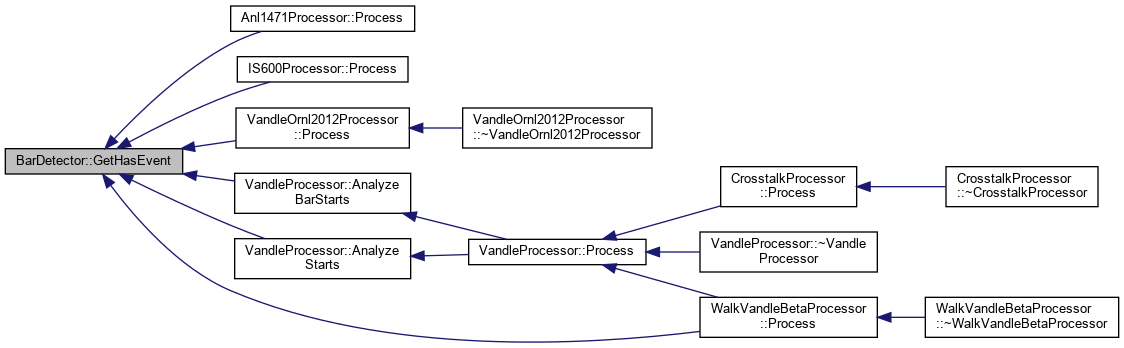 Anl1471Processor::Process
IS600Processor::Process
VandleOrnl2012Processor
::Process
VandleOrnl2012Processor
::~VandleOrnl2012Processor
BarDetector::GetHasEvent
VandleProcessor::Analyze
BarStarts
CrosstalkProcessor
::Process
CrosstalkProcessor
::~CrosstalkProcessor
VandleProcessor::Analyze
Starts
VandleProcessor::Process
VandleProcessor::~Vandle
Processor
WalkVandleBetaProcessor
::Process
WalkVandleBetaProcessor
::~WalkVandleBetaProcessor